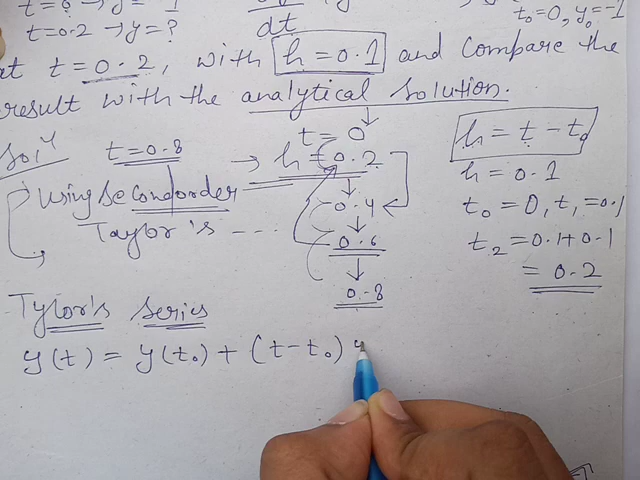 t=0.2 → y=?
dt
t₀=0, y₀=-1
at t=0.2, with h=0.1 and compare the
result with the analytical solution.
Sol
t=0.8
→ h=0.2
t=0
0.4
0.6
0.8
Using Second order
Taylor's ----
h = t - t₀
h = 0.1
t₀ = 0, t₁ = 0.1
t₂ = 0.1+0.1
= 0.2
Tylor's series
y(t) = y(t₀) + (t-t₀) y